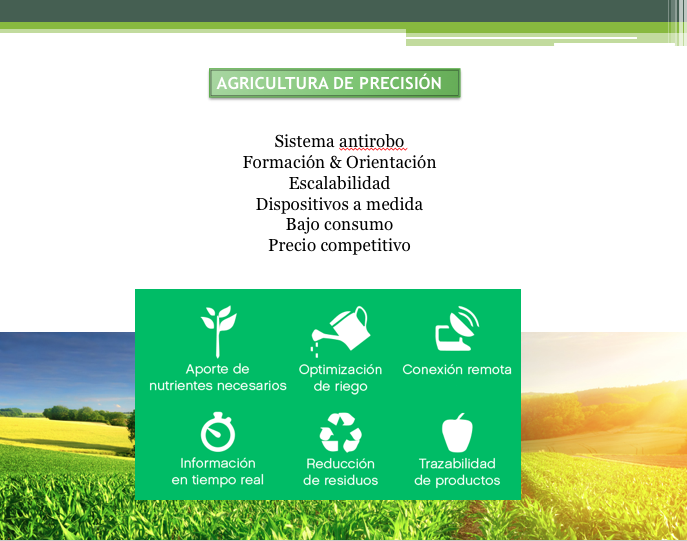 AGRICULTURA DE PRECISIÓN
Sistema antirobo
Formación & Orientación
Escalabilidad
Dispositivos a medida
Bajo consumo
Precio competitivo
Aporte de
nutrientes necesarios
Optimización
de riego
Conexión remota
Información
en tiempo real
Reducción
de residuos
Trazabilidad
de productos